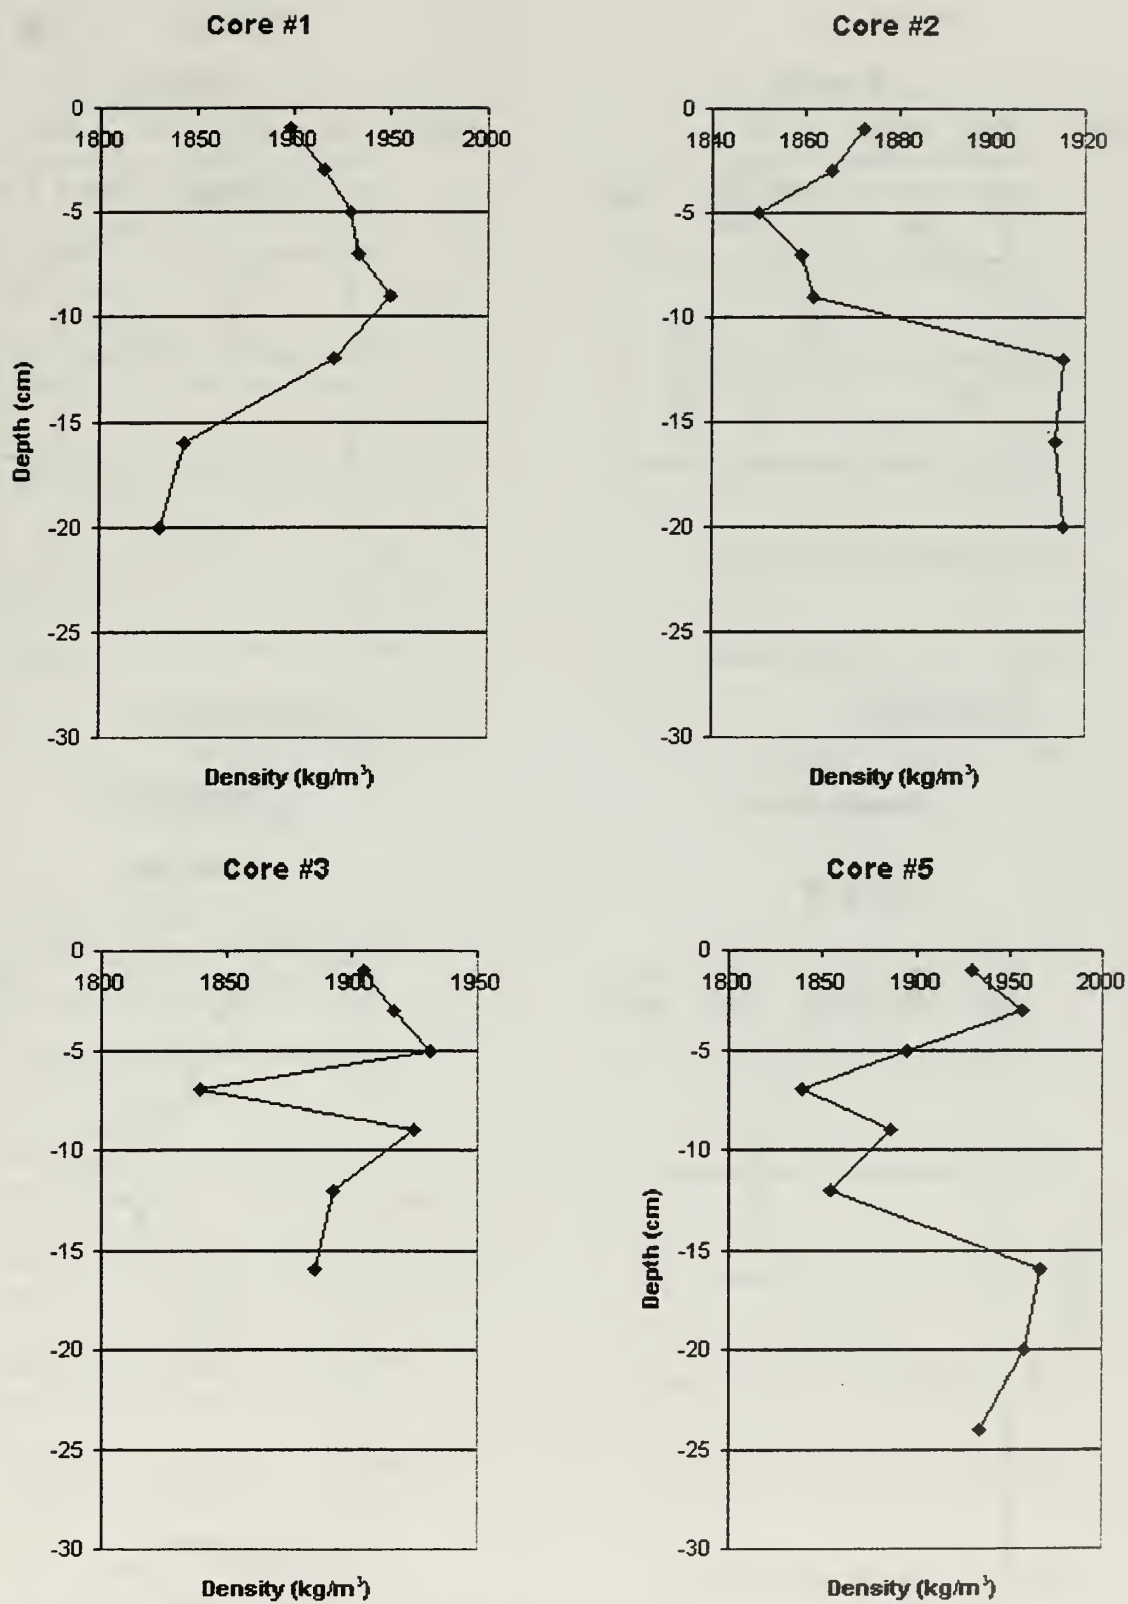 Core #1
0
1800 1850 1900 1950 2000
-5
-10
-15
-20
-25
-30
Depth (cm)
Density (kg/m³)
Core #2
0
1840 1860 1880 1900 1920
-5
-10
-15
-20
-25
-30
Density (kg/m³)
Core #3
0
1800 1850 1900 1950
-5
-10
-15
-20
-25
-30
Density (kg/m³)
Core #5
0
1800 1850 1900 1950 2000
-5
-10
-15
-20
-25
-30
Depth (cm)
Density (kg/m³)